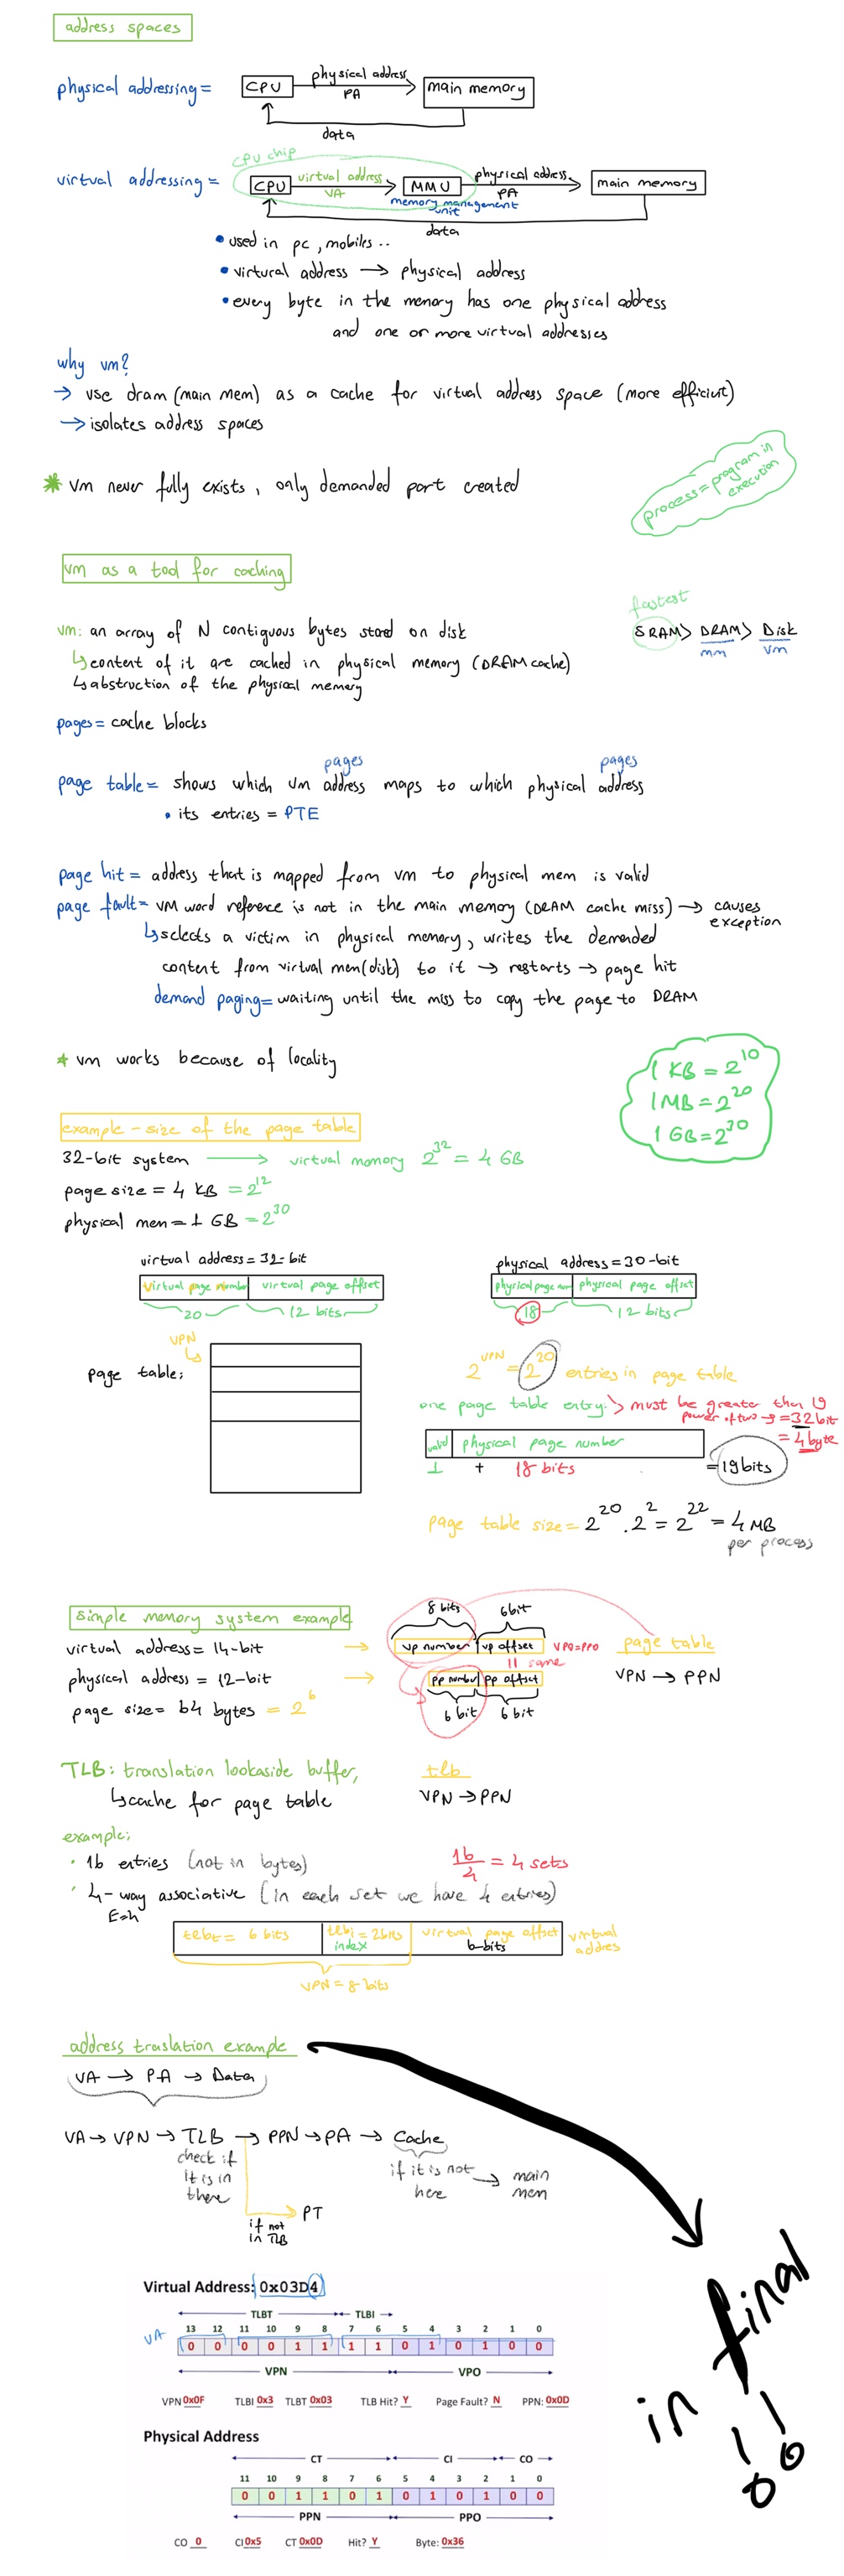 address spaces
physical addressing =
CPU
physical address
PA
main memory
data
CPU chip
virtual addressing =
CPU
virtual address
VA
MMU
memory management
unit
physical address
PA
main memory
data
• used in pc, mobiles ..
• virtural address → physical address
• every byte in the memory has one physical address
and one or more virtual addresses
why vm?
→ use dram (main mem) as a cache for virtual address space (more efficient)
→ isolates address spaces
* vm never fully exists, only demanded part created
process = program in
execution
vm as a tool for caching
fastest
SRAM > DRAM > Disk
mm vm
vm: an array of N contiguous bytes stored on disk
↳ content of it are cached in physical memory (DRAM cache)
↳ abstruction of the physical memory
pages = cache blocks
pages pages
page table = shows which vm address maps to which physical address
• its entries = PTE
page hit = address that is mapped from vm to physical mem is valid
page fault = VM word reference is not in the main memory (DRAM cache miss) → causes
exception
↳ selects a victim in physical memory, writes the demanded
content from virtual mem(disk) to it → restarts → page hit
demand paging = waiting until the miss to copy the page to DRAM
* vm works because of locality
1 KB = 2^10
1 MB = 2^20
1 GB = 2^30
example - size of the page table
32-bit system → virtual memory 2^32 = 4 GB
page size = 4 KB = 2^12
physical mem = 1 GB = 2^30
virtual address = 32-bit
virtual page number virtual page offset
20 12 bits
physical address = 30-bit
physical page num physical page offset
18 12 bits
VPN
page table:
2^VPN = 2^20 entries in page table
one page table entry. > must be greater than 19
power of two → = 32 bit
= 4 byte
valid physical page number
1 + 18 bits = 19 bits
page table size = 2^20 . 2^2 = 2^22 = 4 MB
per process
simple memory system example
8 bits 6bit
virtual address = 14-bit → vp number vp offset VPO=PPO
|| same
physical address = 12-bit → pp number pp offset
page size = 64 bytes = 2^6
6 bit 6 bit
page table
VPN → PPN
TLB: translation lookaside buffer,
↳ cache for page table
tlb
VPN → PPN
example;
• 16 entries (not in bytes)
16/4 = 4 sets
• 4-way associative (in each set we have 4 entries)
E=4
TLBT = 6 bits TLBi = 2bits virtual page offset virtual
index 6-bits addres
VPN = 8 bits
address traslation example
VA → PA → Data
VA → VPN → TLB → PPN → PA → Cache
check if
it is in
there
if it is not
here
→ main
mem
PT
if not
in TLB
in final
Virtual Address: 0x03D4
TLBT TLBI
13 12 11 10 9 8 7 6 5 4 3 2 1 0
VA
0 0 0 0 1 1 1 1 0 1 0 1 0 0
VPN VPO
VPN 0x0F TLBI 0x3 TLBT 0x03 TLB Hit? Y Page Fault? N PPN: 0x0D
Physical Address
CT CI CO
11 10 9 8 7 6 5 4 3 2 1 0
0 0 1 1 0 1 0 1 0 1 0 0
PPN PPO
CO 0 CI 0x5 CT 0x0D Hit? Y Byte: 0x36